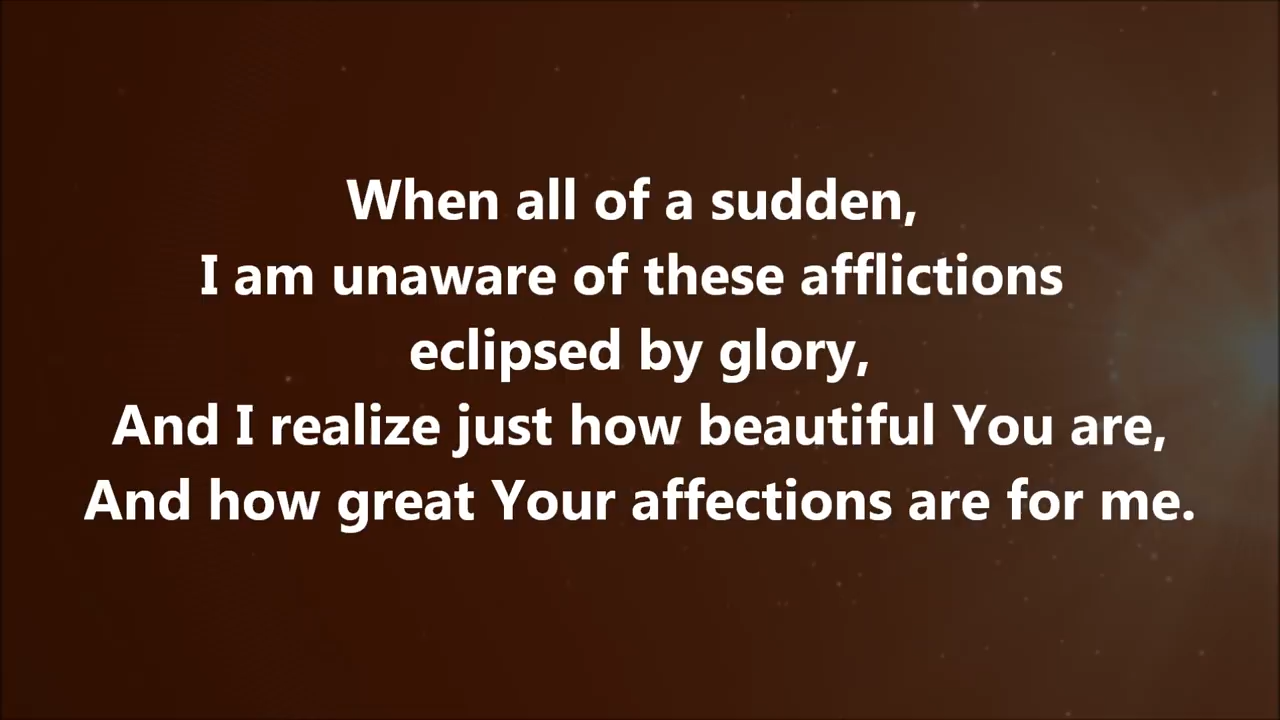 When all of a sudden,
I am unaware of these afflictions
eclipsed by glory,
And I realize just how beautiful You are,
And how great Your affections are for me.